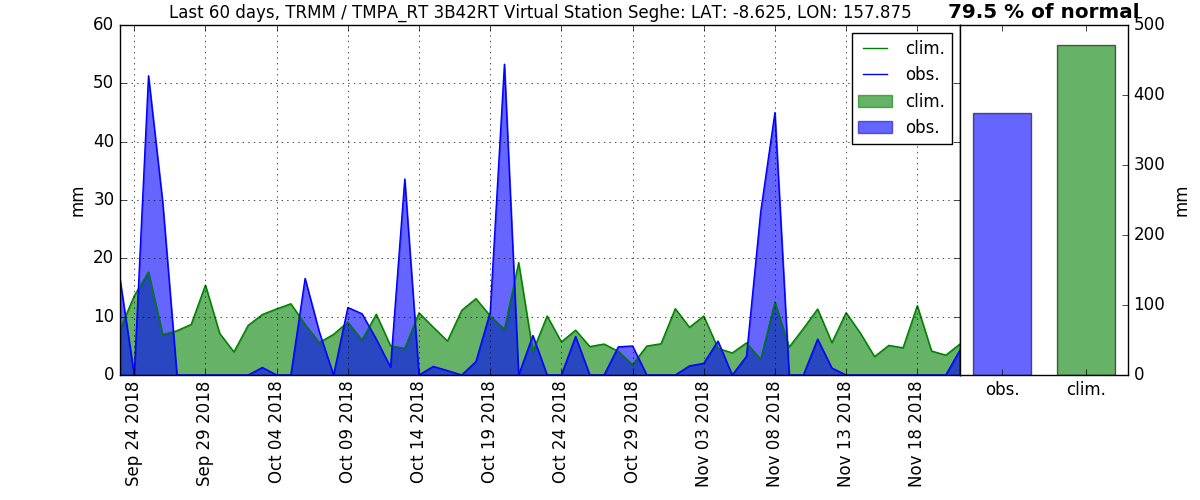 Last 60 days, TRMM / TMPA_RT 3B42RT Virtual Station Seghe: LAT: -8.625, LON: 157.875
79.5 % of normal
60
50
40
30
20
10
0
mm
clim.
obs.
clim.
obs.
Sep 24 2018
Sep 29 2018
Oct 04 2018
Oct 09 2018
Oct 14 2018
Oct 19 2018
Oct 24 2018
Oct 29 2018
Nov 03 2018
Nov 08 2018
Nov 13 2018
Nov 18 2018
500
400
300
200
100
0
mm
obs.
clim.